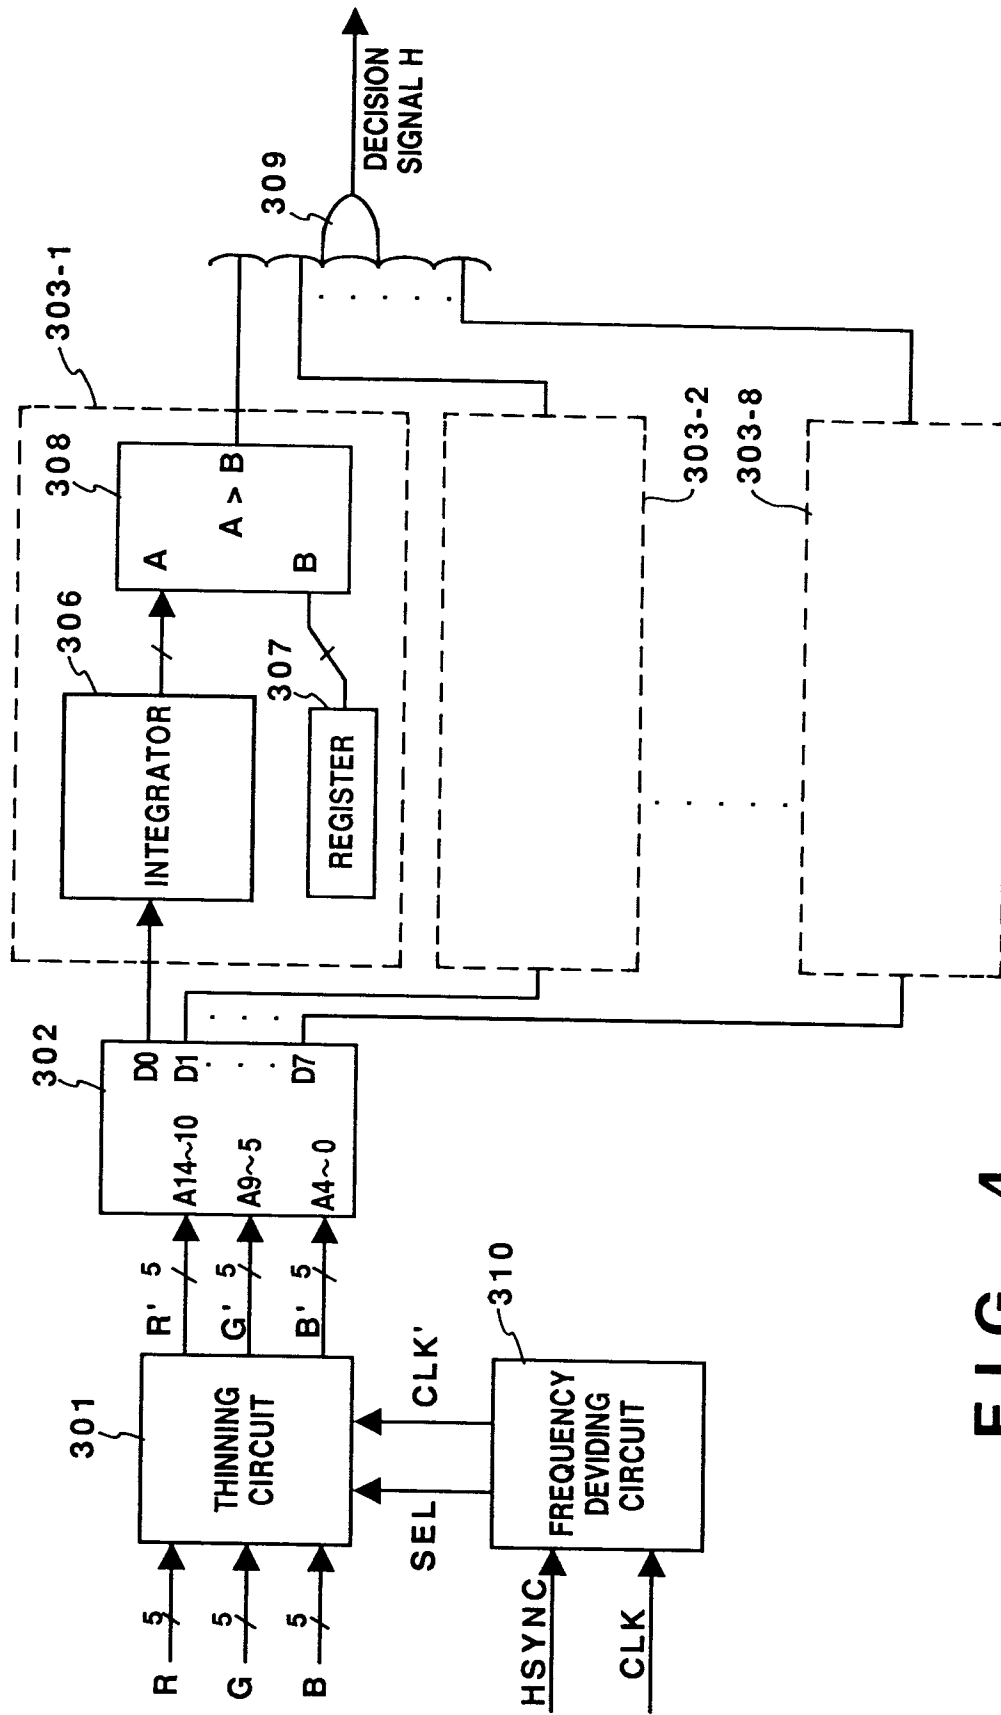 R
5
G
5
B
5
301
THINNING
CIRCUIT
R' 5
G' 5
B' 5
HSYNC
CLK
FREQUENCY
DEVIDING
CIRCUIT
310
SEL
CLK'
302
A14~10
A9~5
A4~0
D0
D1
D7
303-1
306
INTEGRATOR
307
REGISTER
308
A
A > B
B
303-2
303-8
309
DECISION
SIGNAL H
FIG. 4